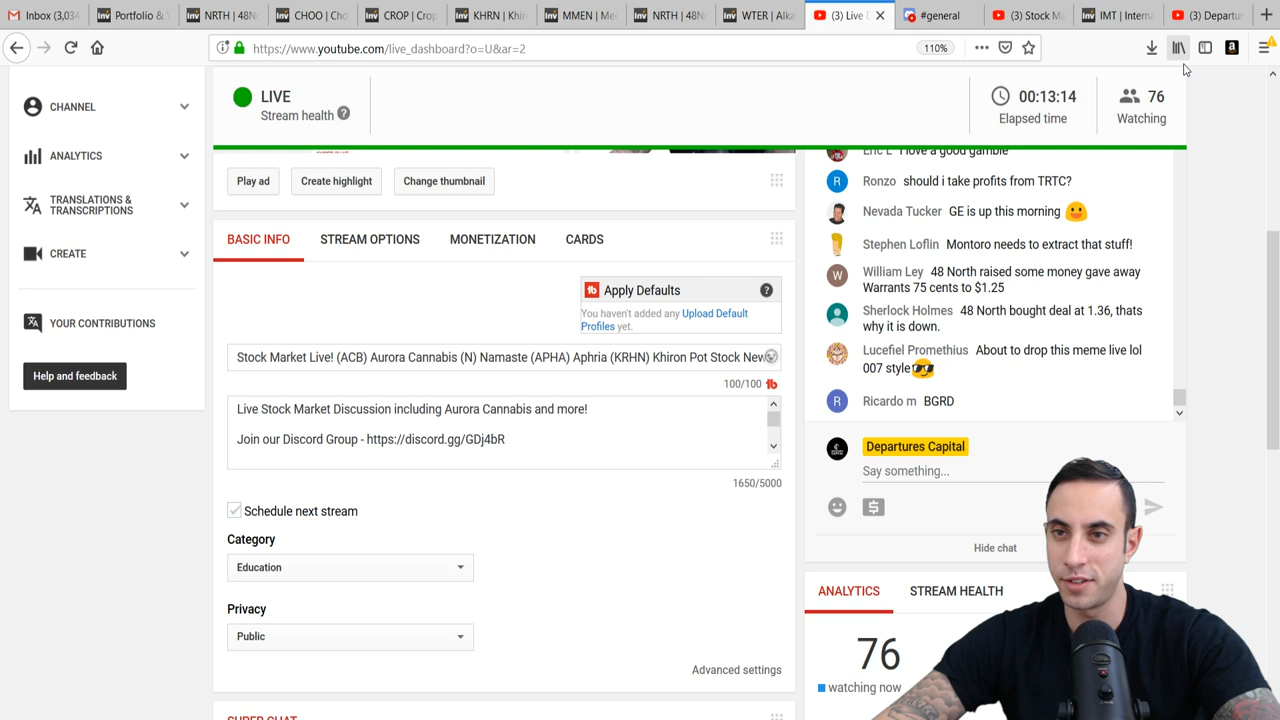 Inbox (3,034
Portfolio &
NRTH | 48N
CHOO | Cho
CROP | Crop
KHRN | Khir
MMEN | Me
NRTH | 48No
WTER | Alka
(3) Live D
#general
(3) Stock M
IMT | Intern
(3) Departu
https://www.youtube.com/live_dashboard?o=U&ar=2
110%
CHANNEL
ANALYTICS
TRANSLATIONS &
TRANSCRIPTIONS
CREATE
YOUR CONTRIBUTIONS
Help and feedback
LIVE
Stream health
00:13:14
Elapsed time
76
Watching
Play ad
Create highlight
Change thumbnail
BASIC INFO
STREAM OPTIONS
MONETIZATION
CARDS
Apply Defaults
You haven't added any Upload Default
Profiles yet.
Stock Market Live! (ACB) Aurora Cannabis (N) Namaste (APHA) Aphria (KRHN) Khiron Pot Stock New
100/100
Live Stock Market Discussion including Aurora Cannabis and more!
Join our Discord Group - https://discord.gg/GDj4bR
1650/5000
Schedule next stream
Category
Education
Privacy
Public
Advanced settings
SUPER CHAT
Eric L I love a good gamble
R Ronzo should i take profits from TRTC?
Nevada Tucker GE is up this morning
Stephen Loflin Montoro needs to extract that stuff!
W William Ley 48 North raised some money gave away
Warrants 75 cents to $1.25
Sherlock Holmes 48 North bought deal at 1.36, thats
why it is down.
Lucefiel Promethius About to drop this meme live lol
007 style
R Ricardo m BGRD
Departures Capital
Say something...
Hide chat
ANALYTICS
STREAM HEALTH
76
watching now